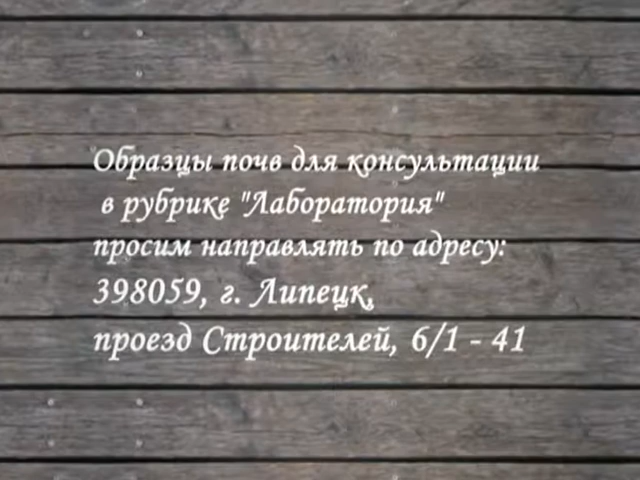 Образцы почв для консультации
в рубрике "Лаборатория"
просим направлять по адресу:
398059, г. Липецк,
проезд Строителей, 6/1 - 41